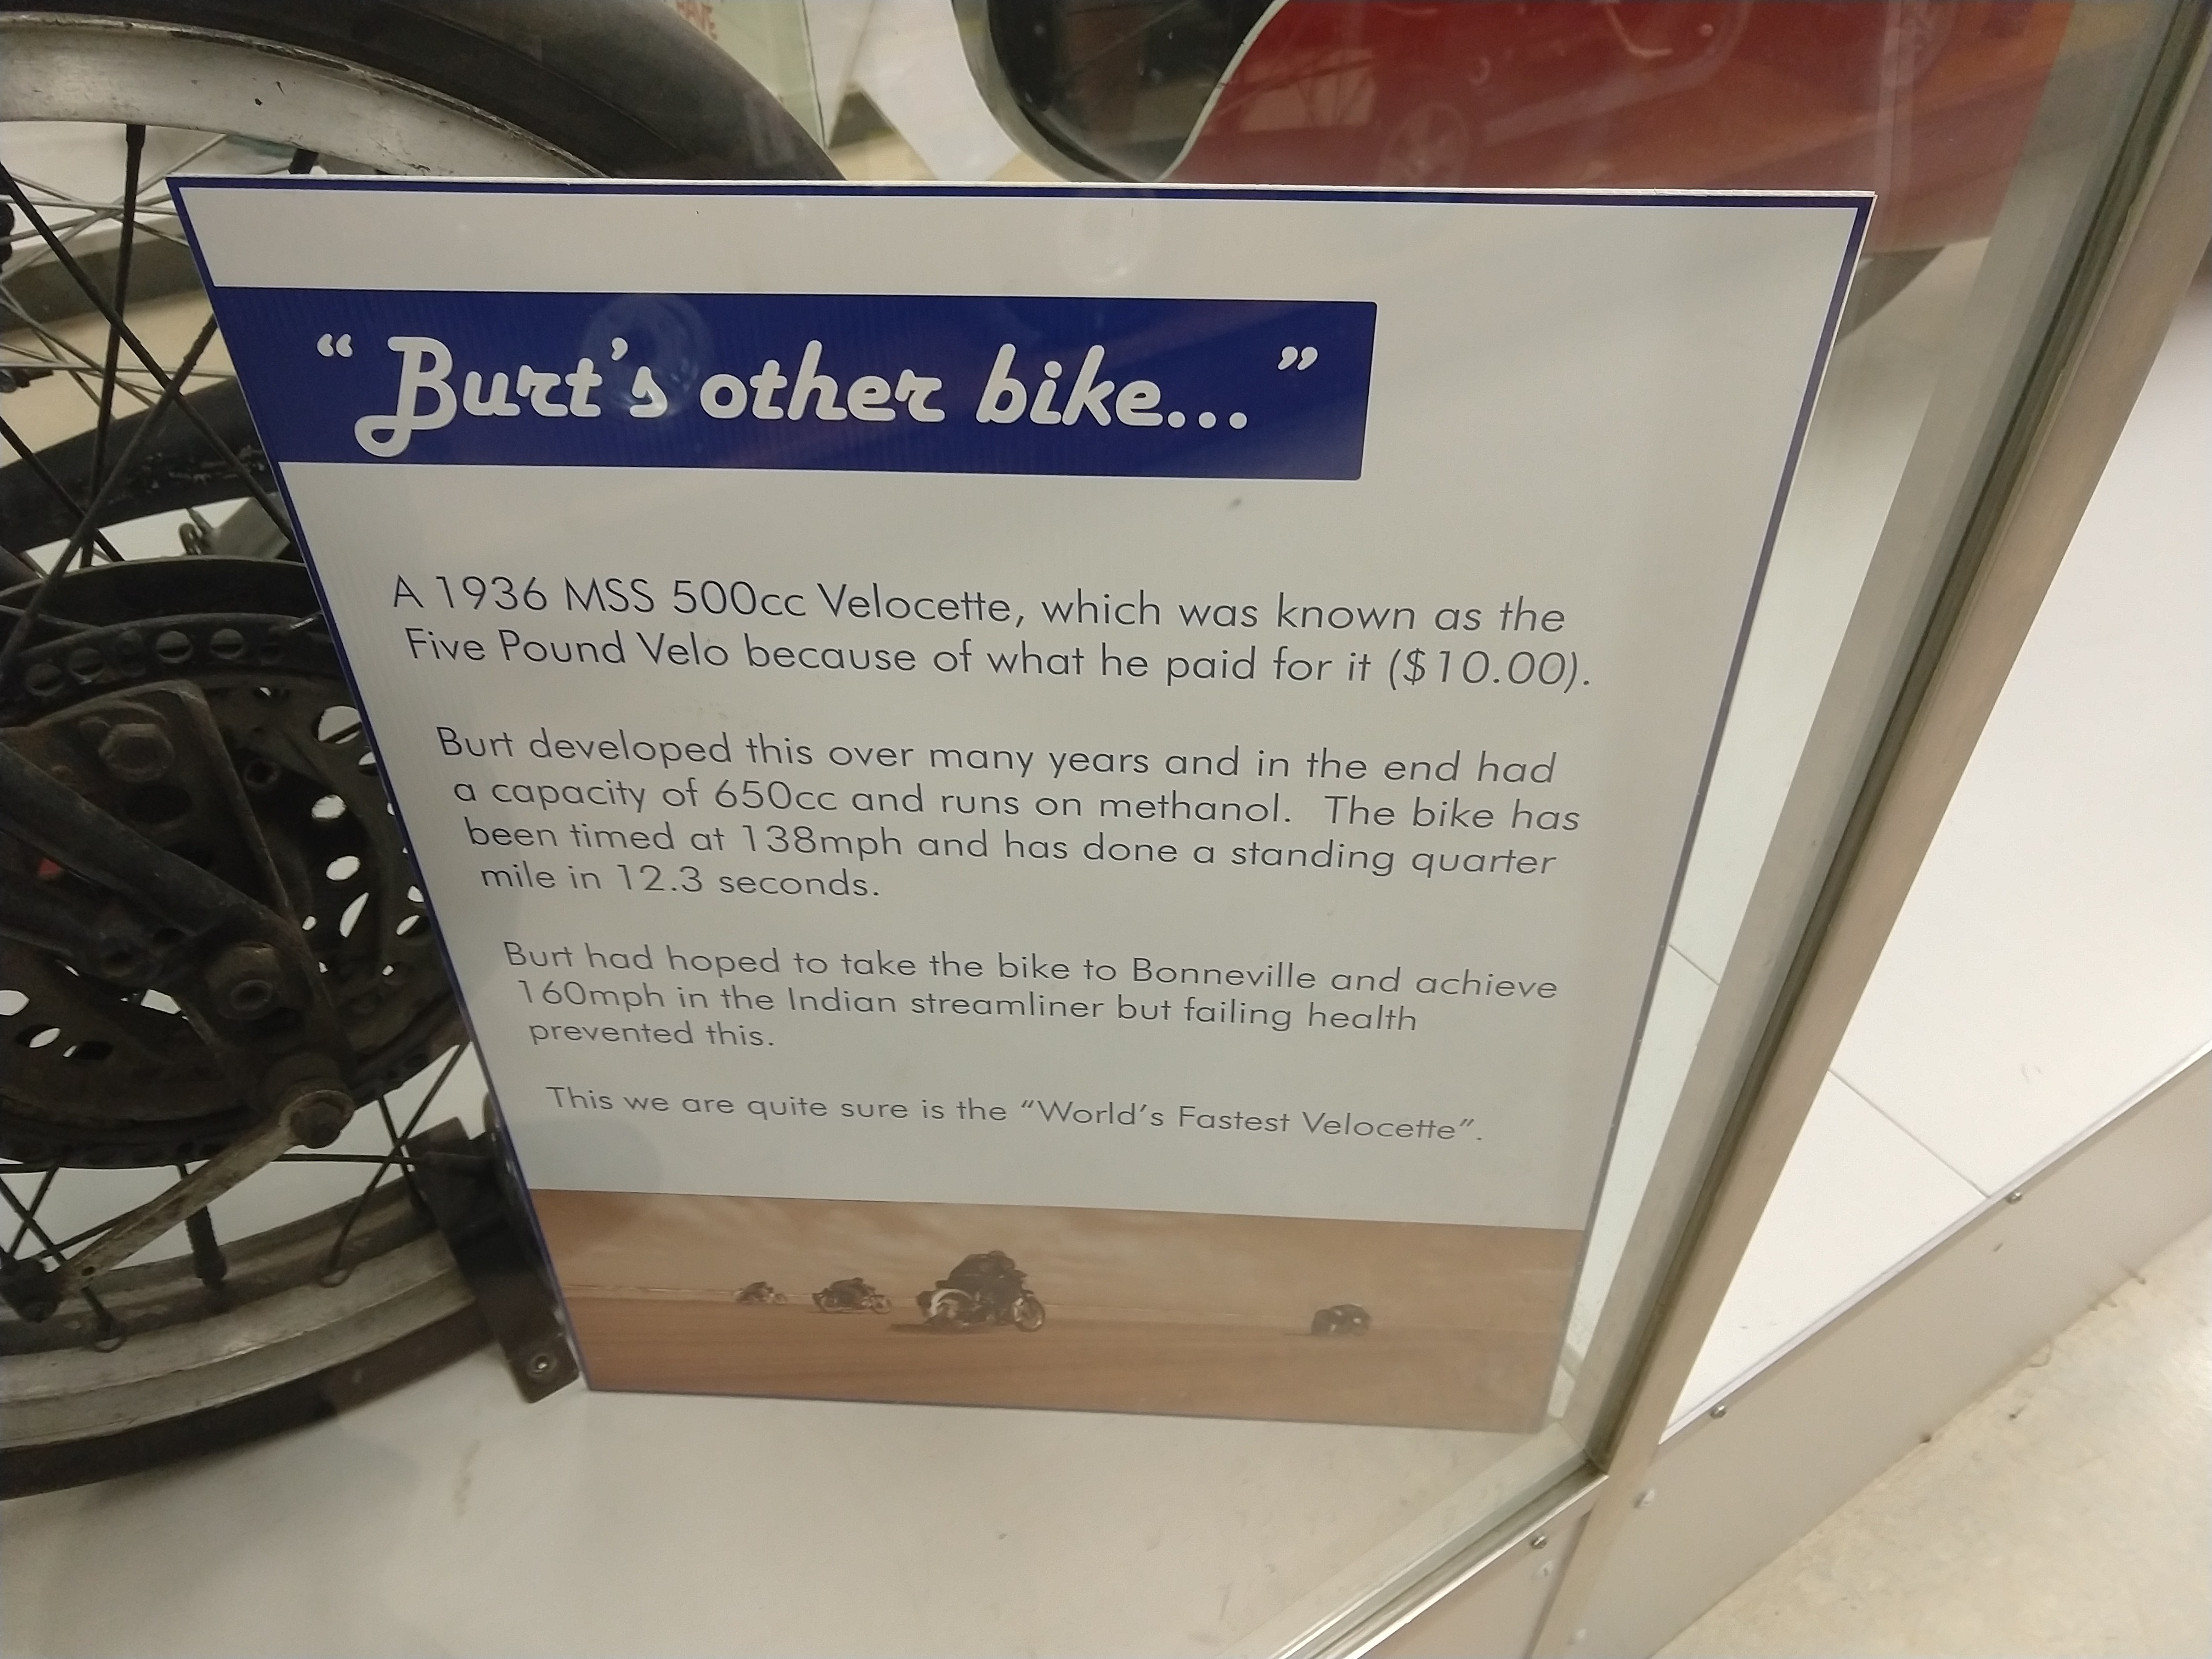 “Burt's other bike...”
A 1936 MSS 500cc Velocette, which was known as the
Five Pound Velo because of what he paid for it ($10.00).
Burt developed this over many years and in the end had
a capacity of 650cc and runs on methanol. The bike has
been timed at 138mph and has done a standing quarter
mile in 12.3 seconds.
Burt had hoped to take the bike to Bonneville and achieve
160mph in the Indian streamliner but failing health
prevented this.
This we are quite sure is the “World's Fastest Velocette”.